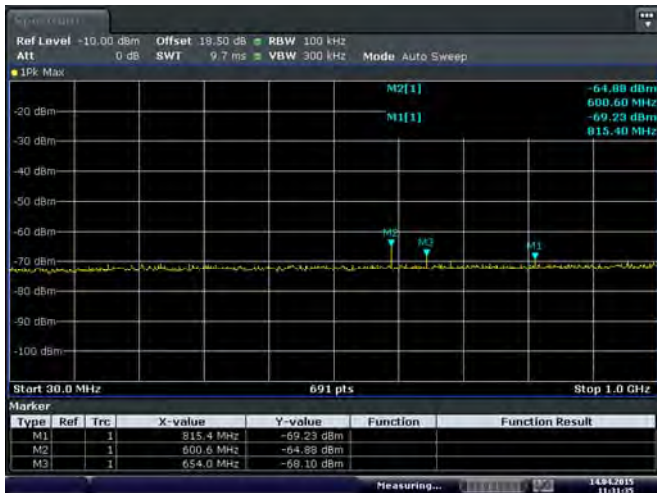 Spectrum
Ref Level -10.00 dBm Offset 18.50 dB RBW 100 kHz
Att 0 dB SWT 9.7 ms VBW 300 kHz Mode Auto Sweep
1Pk Max
M2[1] -64.88 dBm
600.60 MHz
M1[1] -69.23 dBm
815.40 MHz
-20 dBm
-30 dBm
-40 dBm
-50 dBm
-60 dBm
-70 dBm
-80 dBm
-90 dBm
-100 dBm
M2 M3 M1
Start 30.0 MHz 691 pts Stop 1.0 GHz
Marker
Type Ref Trc X-value Y-value Function Function Result
M1 1 815.4 MHz -69.23 dBm
M2 1 600.6 MHz -64.88 dBm
M3 1 654.0 MHz -68.10 dBm
Measuring... 14.04.2015
11:31:35